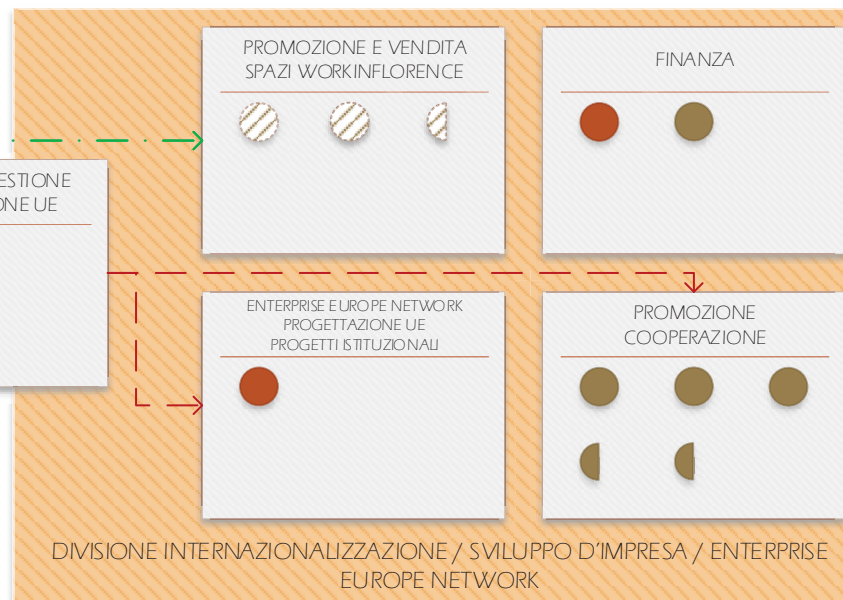 PROMOZIONE E VENDITA
SPAZI WORKINFLORENCE
FINANZA
ESTIONE
ONE UE
ENTERPRISE EUROPE NETWORK
PROGETTAZIONE UE
PROGETTI ISTITUZIONALI
PROMOZIONE
COOPERAZIONE
DIVISIONE INTERNAZIONALIZZAZIONE / SVILUPPO D'IMPRESA / ENTERPRISE
EUROPE NETWORK